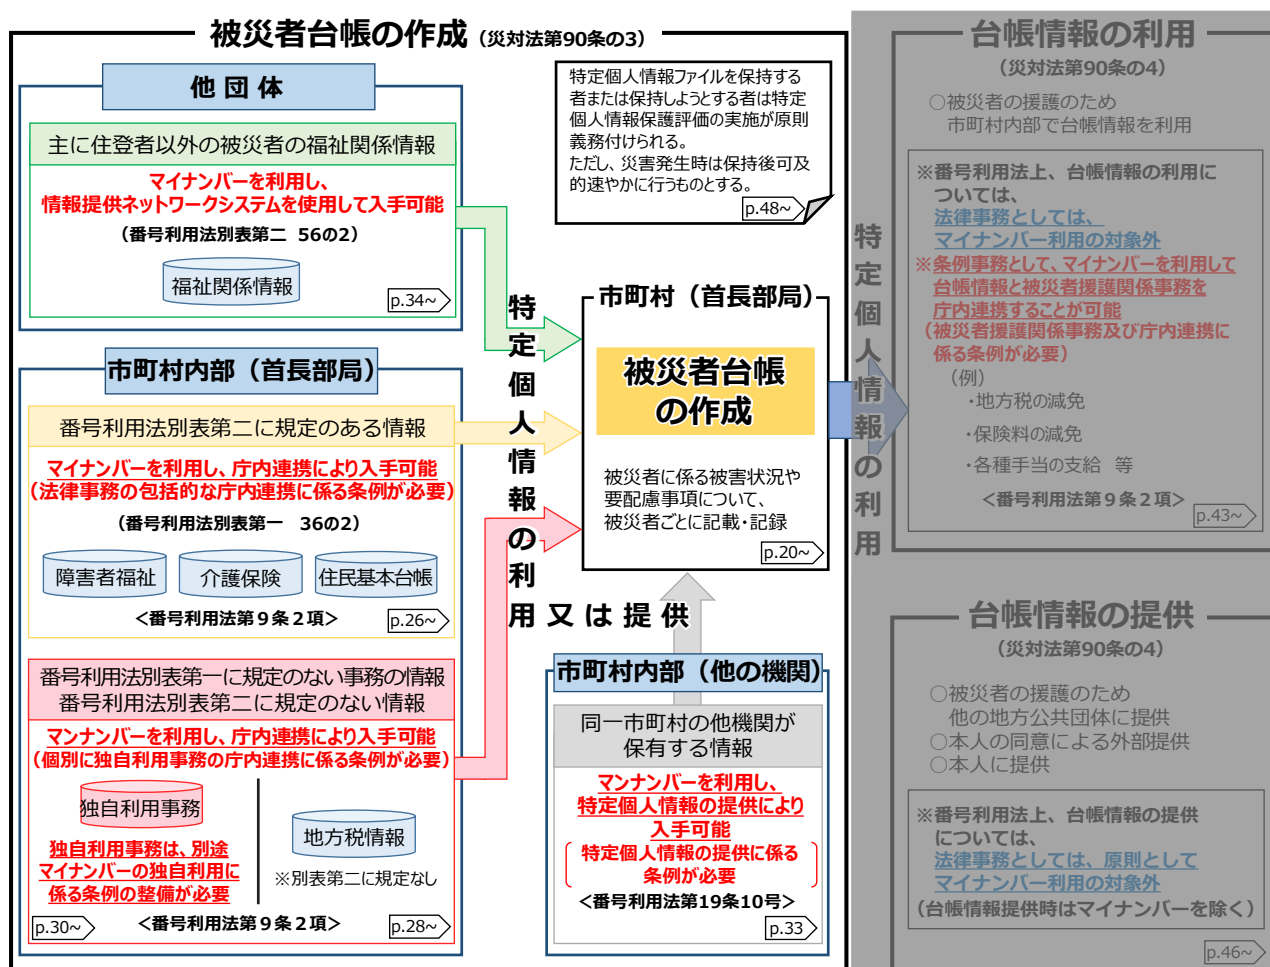 被災者台帳の作成(災対法第90条の3)
他団体
主に住登者以外の被災者の福祉関係情報
マイナンバーを利用し、
情報提供ネットワークシステムを使用して入手可能
(番号利用法別表第二 56の2)
福祉関係情報
p.34~
特定個人情報ファイルを保持する
者または保持しようとする者は特定
個人情報保護評価の実施が原則
義務付けられる。
ただし、災害発生時は保持後可及
的速やかに行うものとする。
p.48~
市町村内部(首長部局)
番号利用法別表第二に規定のある情報
マイナンバーを利用し、庁内連携により入手可能
(法律事務の包括的な庁内連携に係る条例が必要)
(番号利用法別表第一 36の2)
障害者福祉
介護保険
住民基本台帳
<番号利用法第9条2項>
p.26~
番号利用法別表第一に規定のない事務の情報
番号利用法別表第二に規定のない情報
マンナンバーを利用し、庁内連携により入手可能
(個別に独自利用事務の庁内連携に係る条例が必要)
独自利用事務
独自利用事務は、別途
マイナンバーの独自利用に
係る条例の整備が必要
地方税情報
※別表第二に規定なし
p.30~
<番号利用法第9条2項>
p.28~
特定個人情報の利用又は提供
市町村(首長部局)
被災者台帳
の作成
被災者に係る被害状況や
要配慮事項について、
被災者ごとに記載・記録
p.20~
市町村内部(他の機関)
同一市町村の他機関が
保有する情報
マンナンバーを利用し、
特定個人情報の提供により
入手可能
特定個人情報の提供に係る
条例が必要
<番号利用法第19条10号>
p.33
特定個人情報の利用
台帳情報の利用
(災対法第90条の4)
○被災者の援護のため
市町村内部で台帳情報を利用
※番号利用法上、台帳情報の利用に
ついては、
法律事務としては、
マイナンバー利用の対象外
※条例事務として、マイナンバーを利用して
台帳情報と被災者援護関係事務を
庁内連携することが可能
(被災者援護関係事務及び庁内連携に
係る条例が必要)
(例)
・地方税の減免
・保険料の減免
・各種手当の支給 等
<番号利用法第9条2項>
p.43~
台帳情報の提供
(災対法第90条の4)
○被災者の援護のため
他の地方公共団体に提供
○本人の同意による外部提供
○本人に提供
※番号利用法上、台帳情報の提供
については、
法律事務としては、原則として
マイナンバー利用の対象外
(台帳情報提供時はマイナンバーを除く)
p.46~